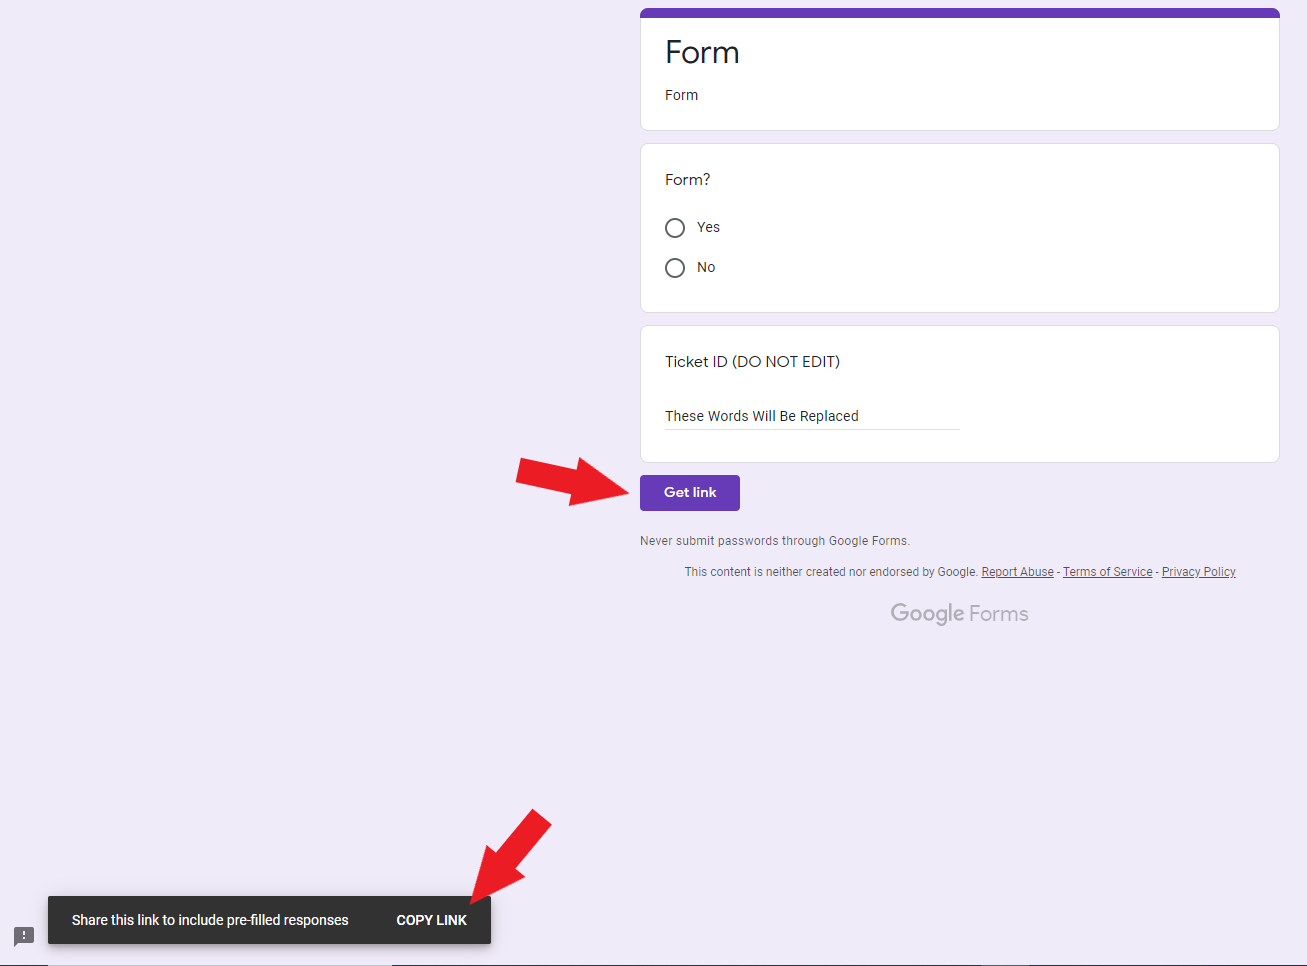 Form
Form
Form?
Yes
No
Ticket ID (DO NOT EDIT)
These Words Will Be Replaced
Get link
Never submit passwords through Google Forms.
This content is neither created nor endorsed by Google. Report Abuse - Terms of Service - Privacy Policy
Google Forms
Share this link to include pre-filled responses COPY LINK